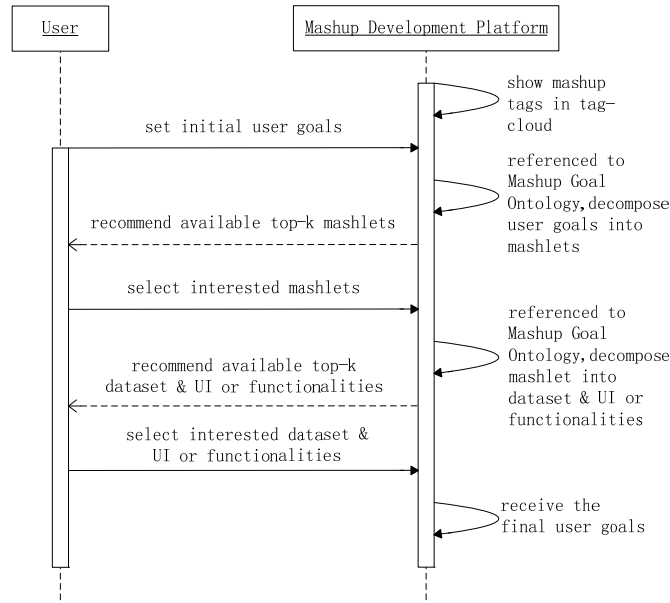 User
Mashup Development Platform
show mashup
tags in tag-
cloud
set initial user goals
referenced to
Mashup Goal
Ontology,decompose
user goals into
mashlets
recommend available top-k mashlets
select interested mashlets
referenced to
Mashup Goal
Ontology,decompose
mashlet into
dataset & UI or
functionalities
recommend available top-k
dataset & UI or functionalities
select interested dataset &
UI or functionalities
receive the
final user goals